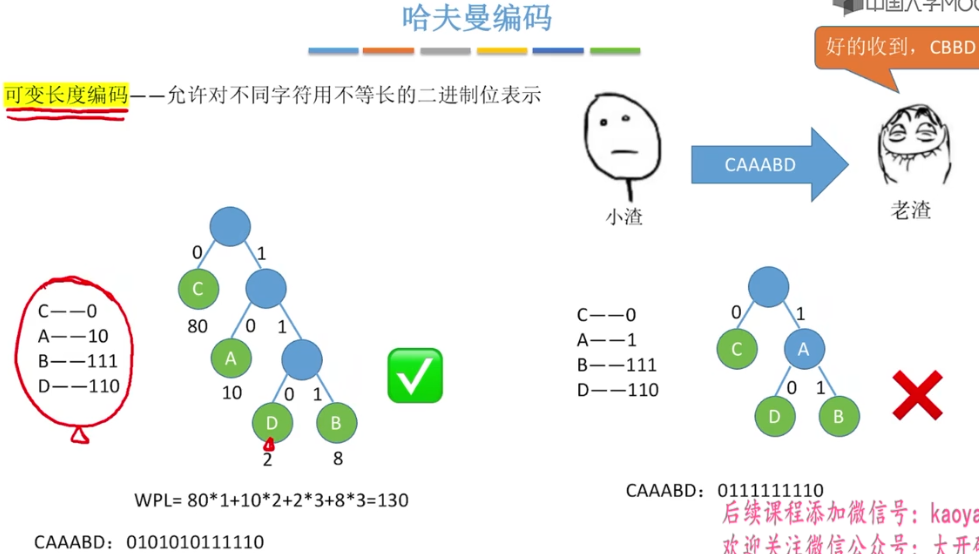 哈夫曼编码
中国大学MOO
好的收到，CBBD
可变长度编码——允许对不同字符用不等长的二进制位表示
CAAABD
小渣
老渣
C——0
A——10
B——111
D——110
0 1
C
80 0 1
A
10 0 1
D B
2 8
WPL= 80*1+10*2+2*3+8*3=130
CAAABD：0101010111110
C——0
A——1
B——111
D——110
0 1
C A
0 1
D B
CAAABD：0111111110
后续课程添加微信号：kaoya
欢迎关注微信公众号：大开